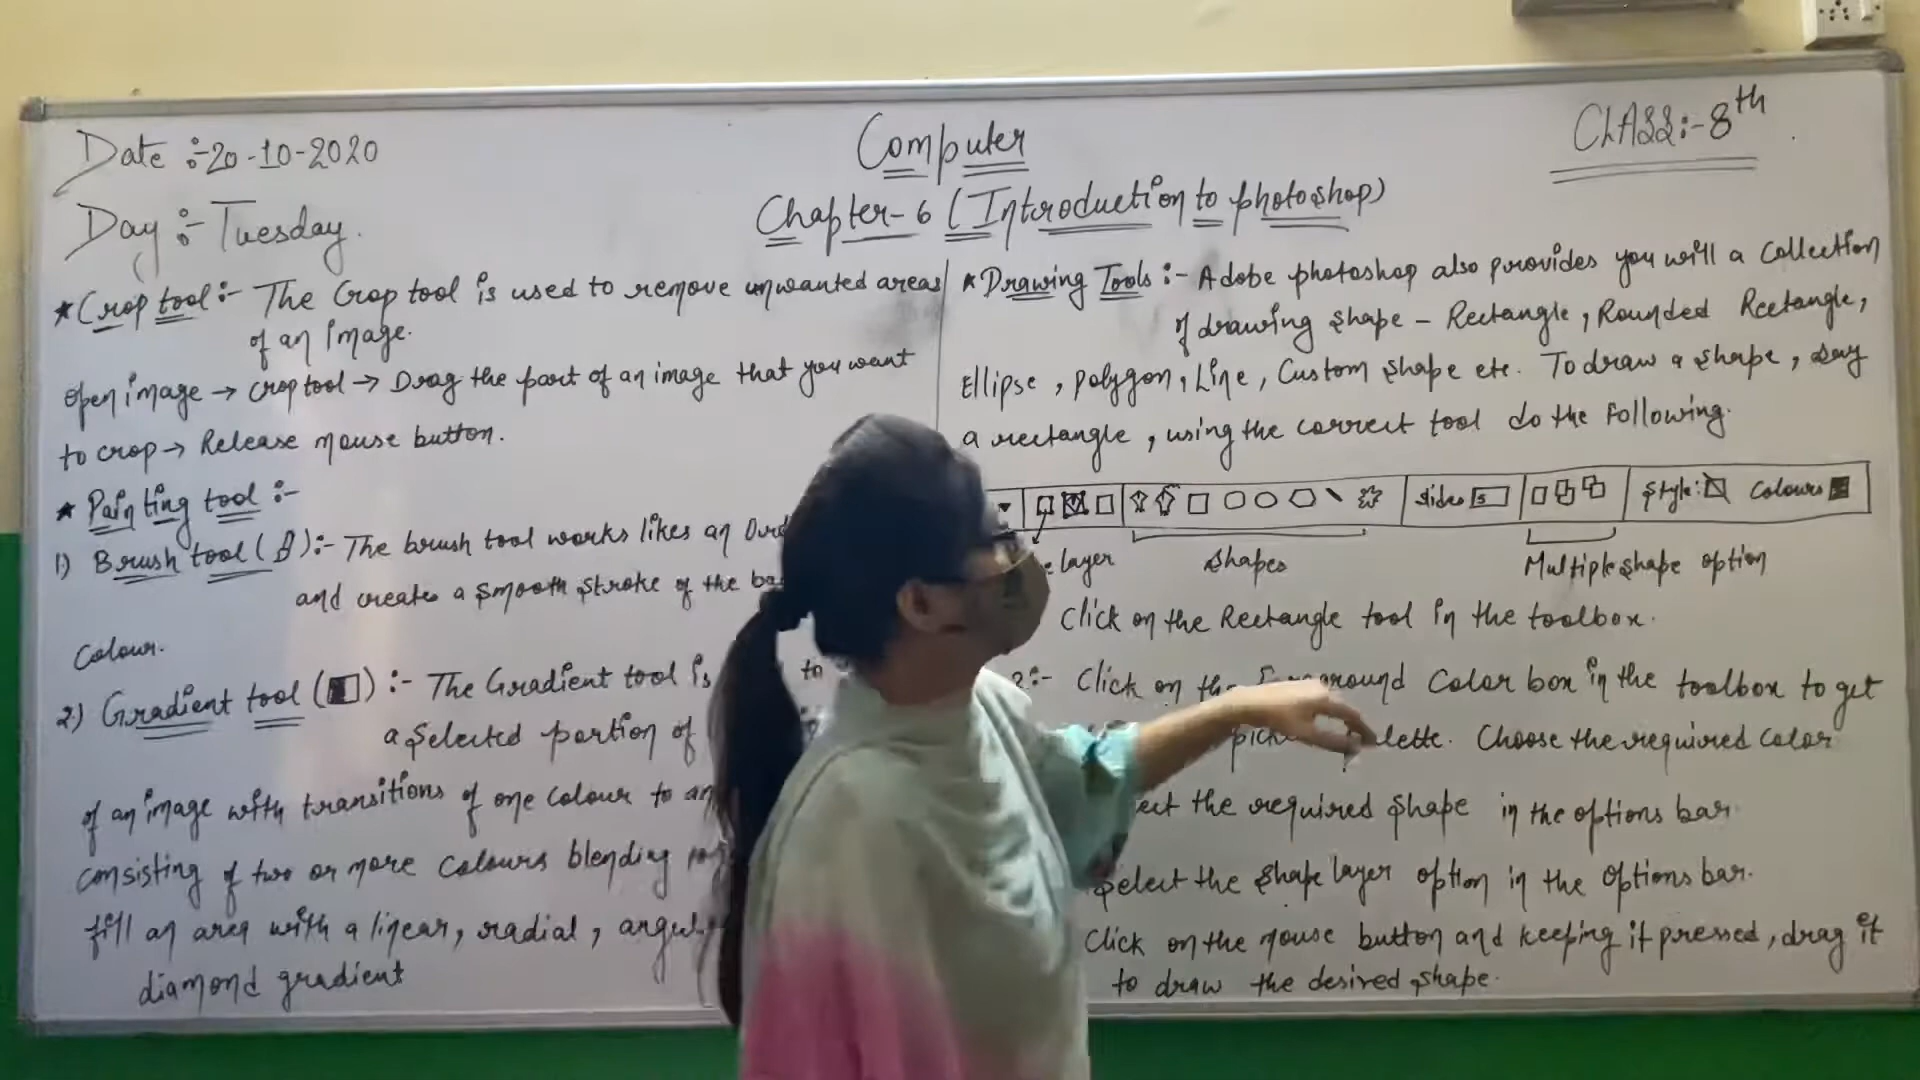 Date :-20-10-2020
Computer
CLASS:-8th
Day :- Tuesday.
Chapter-6 (Introduction to photoshop)
* Crop tool :- The Crop tool is used to remove unwanted areas
of an Image.
open image → crop tool → Drag the part of an image that you want
to crop → Release mouse button.
* Painting tool :-
1) Brush tool ( ) :- The brush tool works likes an
and creates a smooth stroke of the
Colour.
2) Gradient tool ( ) :- The Gradient tool is to
a selected portion of
of an image with transitions of one colour to
consisting of two or more colours blending
fill an area with a linear, radial,
diamond gradient
* Drawing Tools :- Adobe photoshop also provides you will a Collection
of drawing shape - Rectangle, Rounded Rectangle,
Ellipse, polygon, Line, Custom shape etc. To draw a shape, say
a rectangle, using the correct tool do the following.
sides 5 Style: Colours
layer Shapes Multiple shape option
Click on the Rectangle tool in the toolbox.
2:- Click on the Foreground Color box in the toolbox to get
Choose the required color
the required shape in the options bar.
Select the shape layer option in the options bar.
Click on the mouse button and keeping it pressed, drag it
to draw the desired shape.